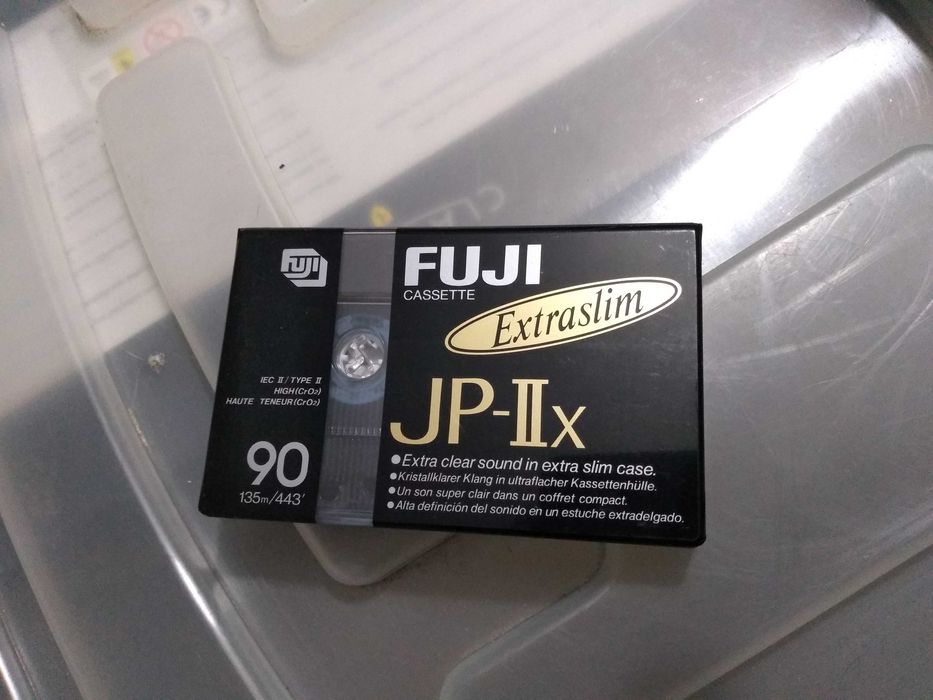 FUJI
IEC II / TYPE II
HIGH (CrO2)
HAUTE TENEUR (CrO2)
90
135m/443'
FUJI
CASSETTE
Extraslim
JP-IIx
•Extra clear sound in extra slim case.
•Kristallklarer Klang in ultraflacher Kassettenhülle.
•Un son super clair dans un coffret compact.
•Alta definición del sonido en un estuche extradelgado.